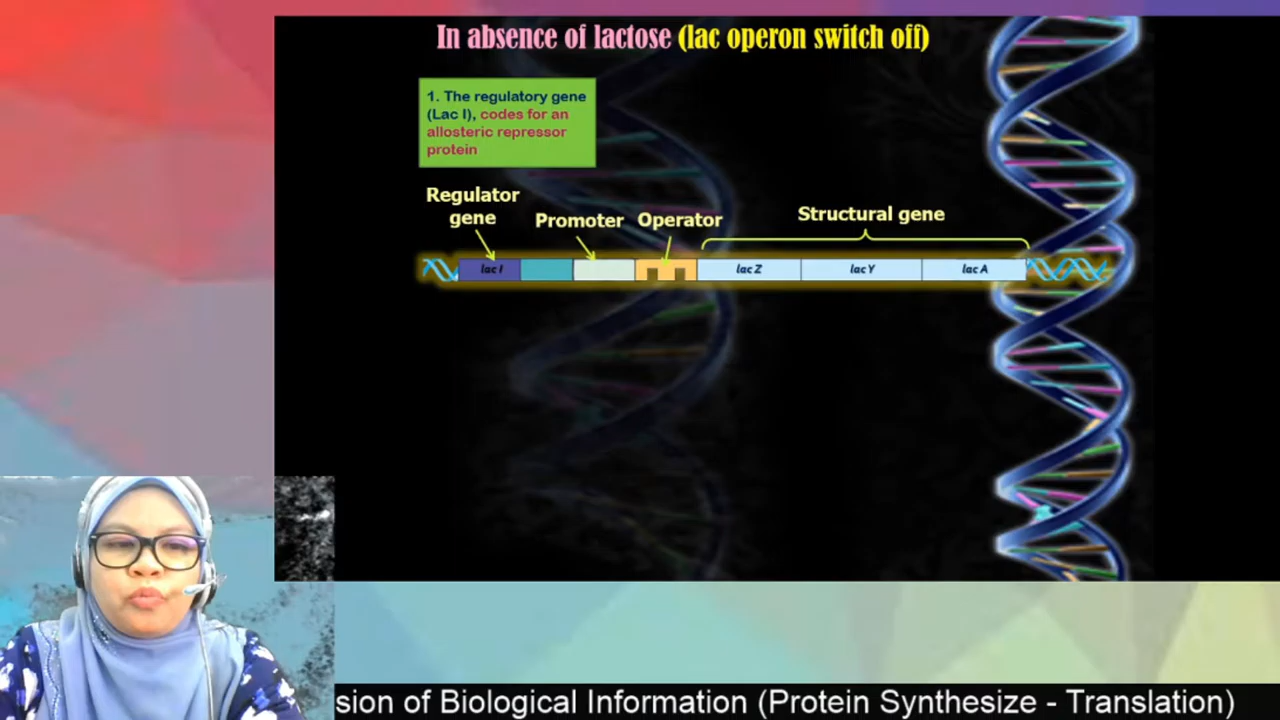 In absence of lactose (lac operon switch off)
1. The regulatory gene
(Lac I), codes for an
allosteric repressor
protein
Regulator
gene
Promoter
Operator
Structural gene
lac I
lac Z
lac Y
lac A
sion of Biological Information (Protein Synthesize - Translation)